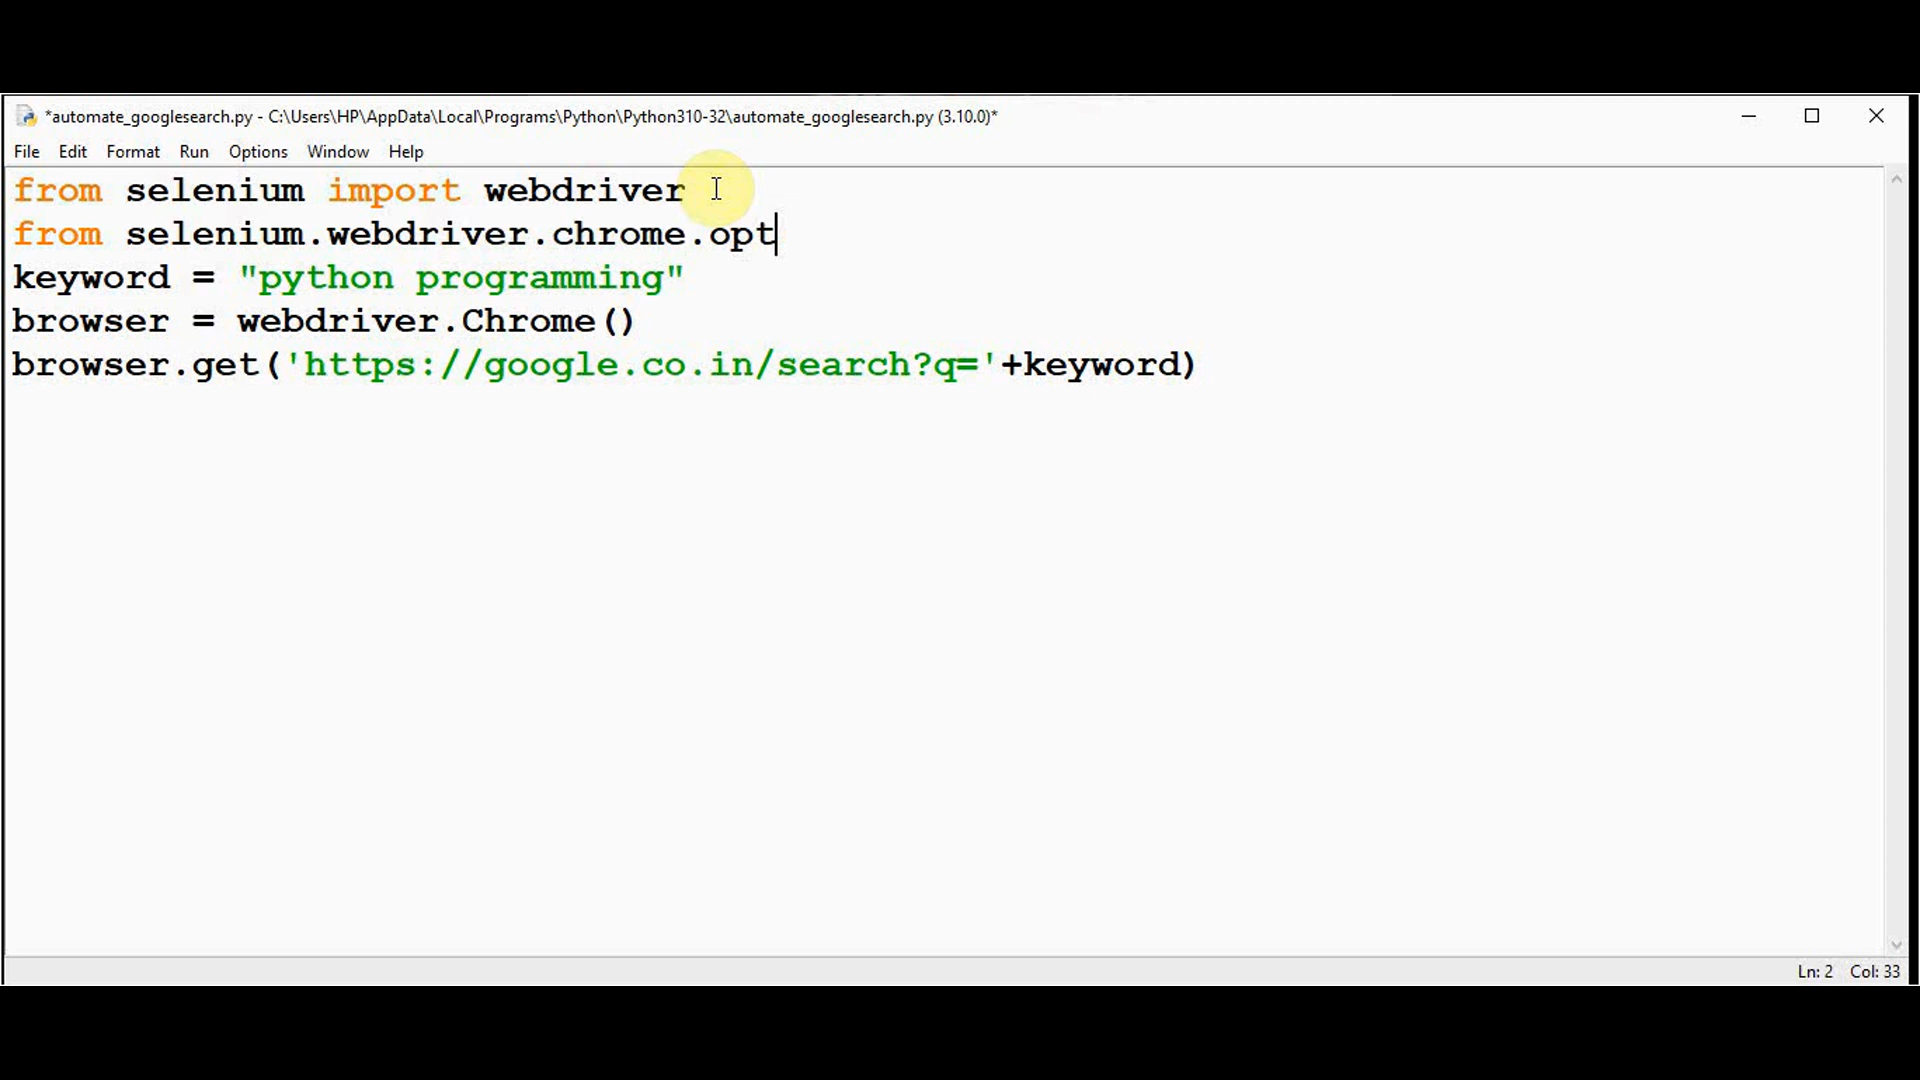 *automate_googlesearch.py - C:\Users\HP\AppData\Local\Programs\Python\Python310-32\automate_googlesearch.py (3.10.0)*
File Edit Format Run Options Window Help
from selenium import webdriver
from selenium.webdriver.chrome.opt
keyword = "python programming"
browser = webdriver.Chrome()
browser.get('https://google.co.in/search?q='+keyword)
Ln: 2 Col: 33